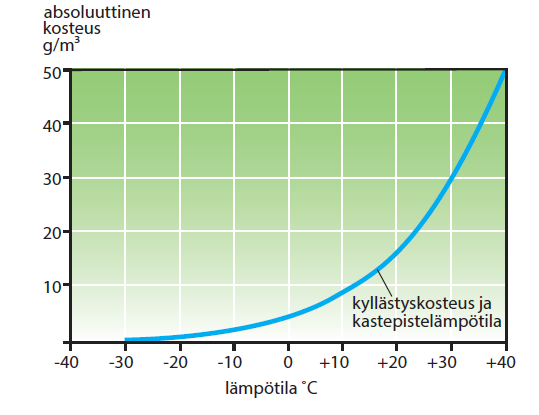 absoluuttinen
kosteus
g/m³
50
40
30
20
10
kyllästyskosteus ja
kastepistelämpötila
-40 -30 -20 -10 0 +10 +20 +30 +40
lämpötila °C